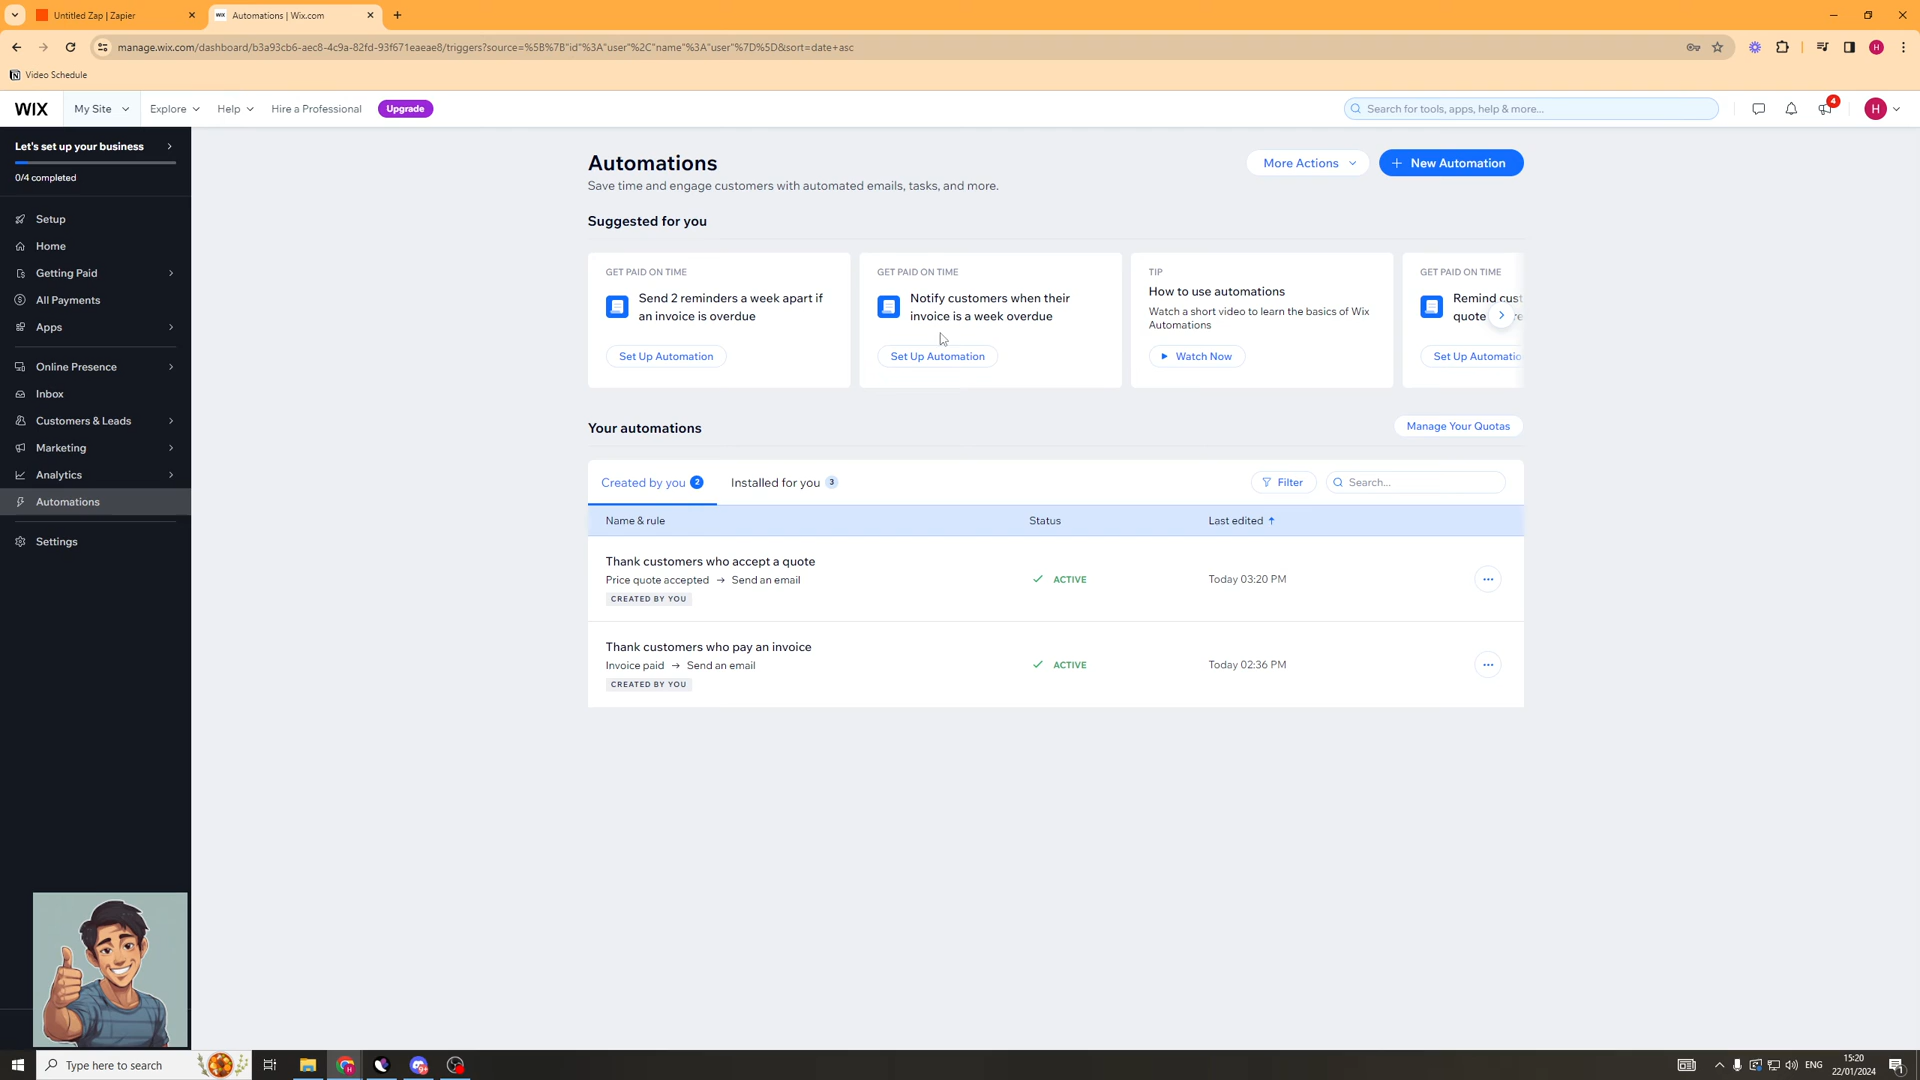 Untitled Zap | Zapier
WIX
Automations | Wix.com
manage.wix.com/dashboard/b3a93cb6-aec8-4c9a-82fd-93f671eaeae8/triggers?source=%5B%7B"id"%3A"user"%2C"name"%3A"user"%7D%5D&sort=date+asc
H
Video Schedule
WIX
My Site
Explore
Help
Hire a Professional
Upgrade
Search for tools, apps, help & more...
4
H
Let's set up your business
0/4 completed
Setup
Home
Getting Paid
All Payments
Apps
Online Presence
Inbox
Customers & Leads
Marketing
Analytics
Automations
Settings
Automations
Save time and engage customers with automated emails, tasks, and more.
More Actions
+ New Automation
Suggested for you
GET PAID ON TIME
Send 2 reminders a week apart if
an invoice is overdue
Set Up Automation
GET PAID ON TIME
Notify customers when their
invoice is a week overdue
Set Up Automation
TIP
How to use automations
Watch a short video to learn the basics of Wix
Automations
Watch Now
GET PAID ON TIME
Remind cust
quote
Set Up Automatio
Your automations
Manage Your Quotas
Created by you 2
Installed for you 3
Filter
Search...
Name & rule
Status
Last edited ↑
Thank customers who accept a quote
Price quote accepted → Send an email
CREATED BY YOU
ACTIVE
Today 03:20 PM
Thank customers who pay an invoice
Invoice paid → Send an email
CREATED BY YOU
ACTIVE
Today 02:36 PM
Type here to search
ENG
15:20
22/01/2024